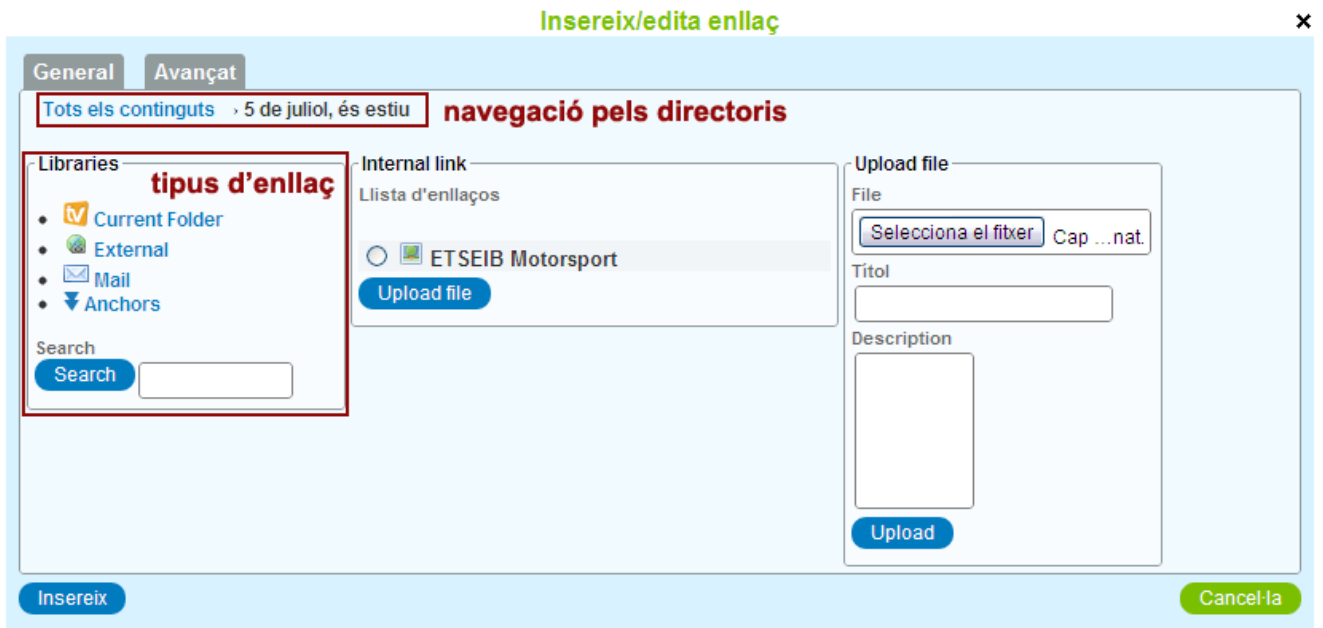 Insereix/edita enllaç
General
Avançat
Tots els continguts › 5 de juliol, és estiu
navegació pels directoris
Libraries
tipus d'enllaç
Current Folder
External
Mail
Anchors
Search
Search
Internal link
Llista d'enllaços
ETSEIB Motorsport
Upload file
Upload file
File
Selecciona el fitxer Cap ...nat.
Títol
Description
Upload
Insereix
Cancel·la